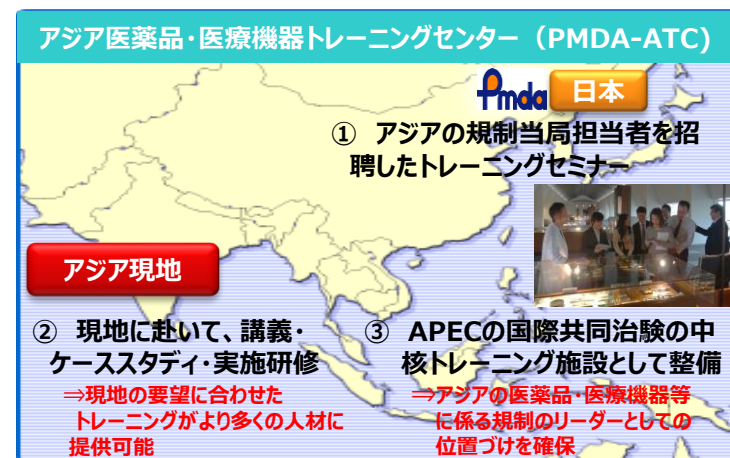 アジア医薬品・医療機器トレーニングセンター（PMDA-ATC)
Pmda
日本
① アジアの規制当局担当者を招
聘したトレーニングセミナー
アジア現地
② 現地に赴いて、講義・
ケーススタディ・実施研修
⇒現地の要望に合わせた
トレーニングがより多くの人材に
提供可能
③ APECの国際共同治験の中
核トレーニング施設として整備
⇒アジアの医薬品・医療機器等
に係る規制のリーダーとしての
位置づけを確保